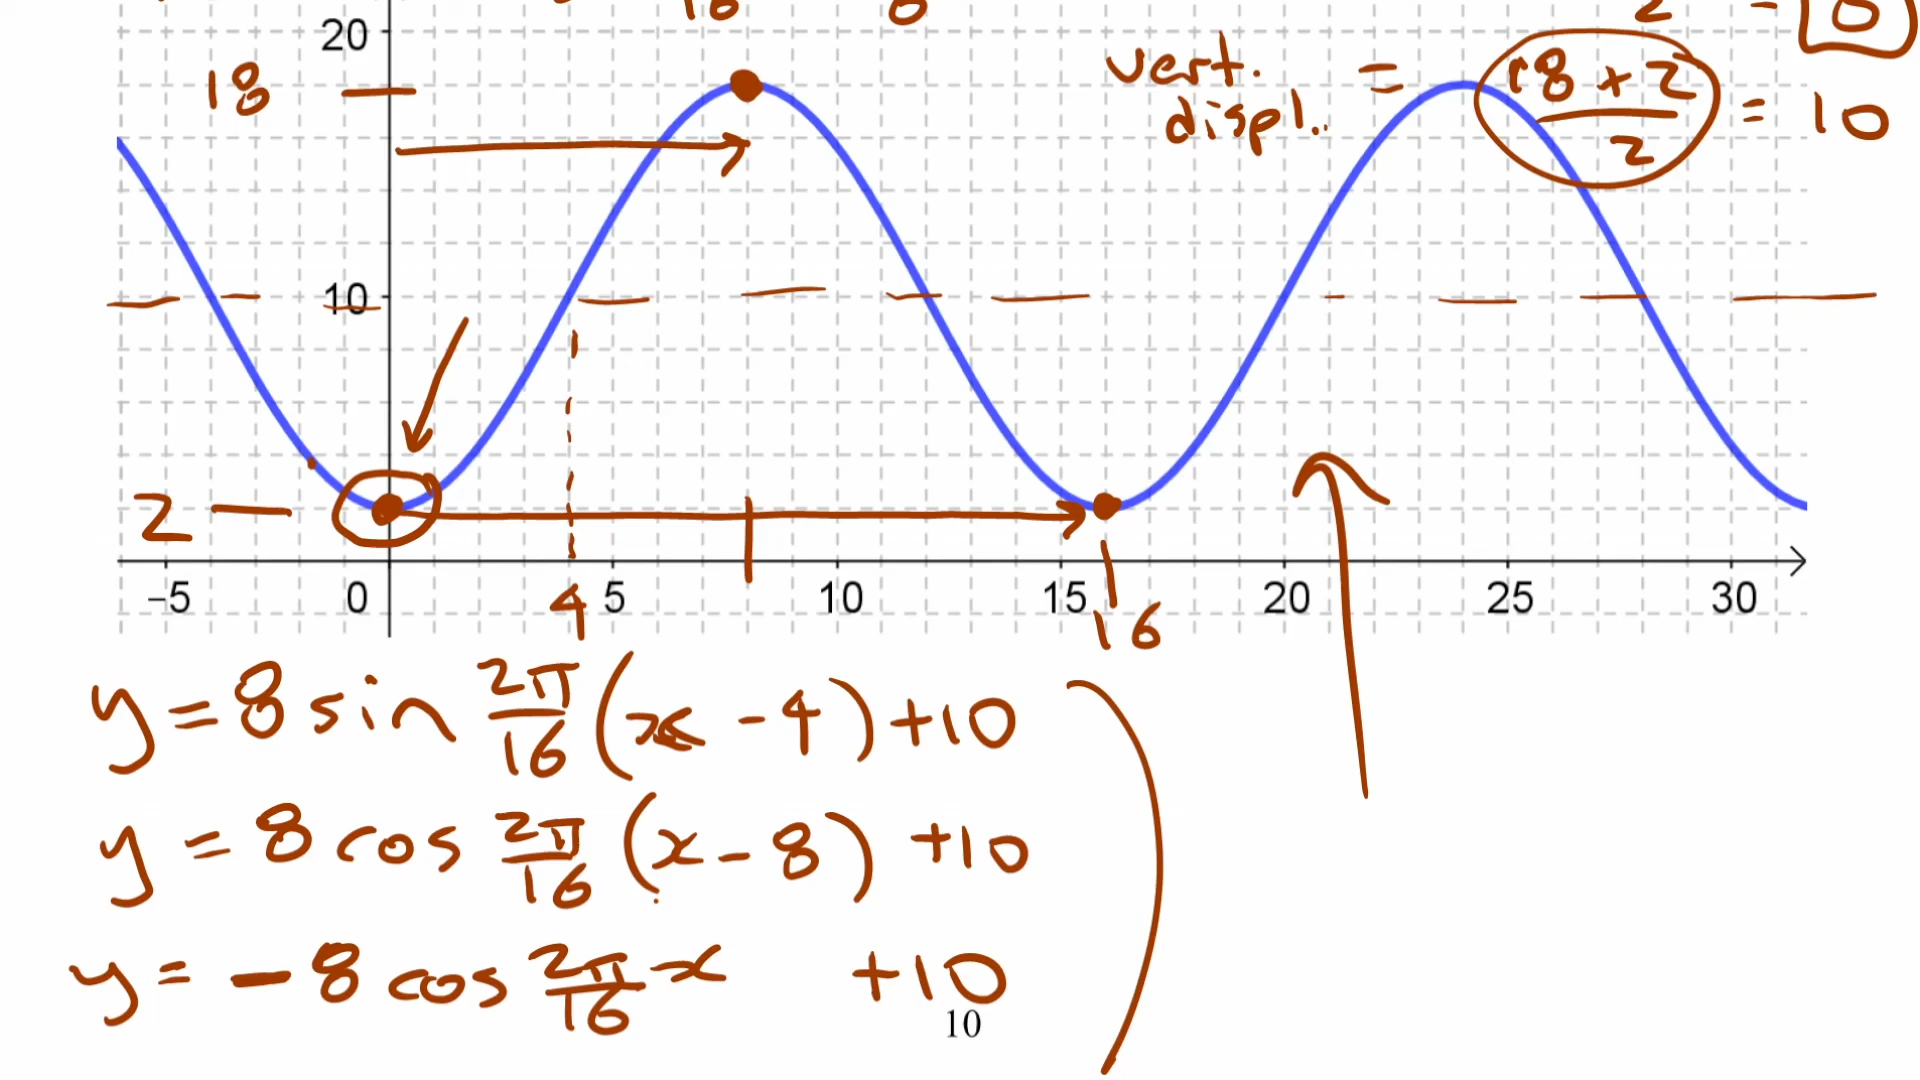 20
18
vert.
displ.
= 18 + 2 / 2 = 10
10
2
-5 0 4 5 10 15 16 20 25 30
y = 8 sin 2π/16 (x - 4) + 10
y = 8 cos 2π/16 (x - 8) + 10
y = - 8 cos 2π/16 x + 10
10